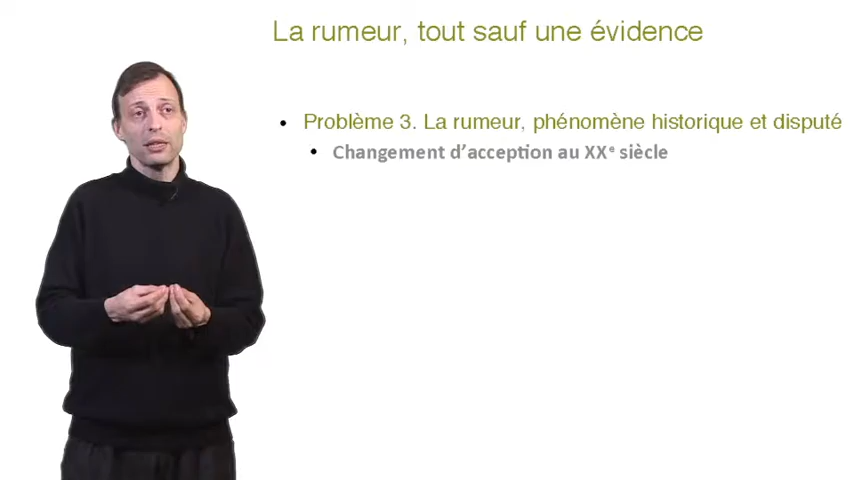 La rumeur, tout sauf une évidence
• Problème 3. La rumeur, phénomène historique et disputé
• Changement d’acception au XXᵉ siècle